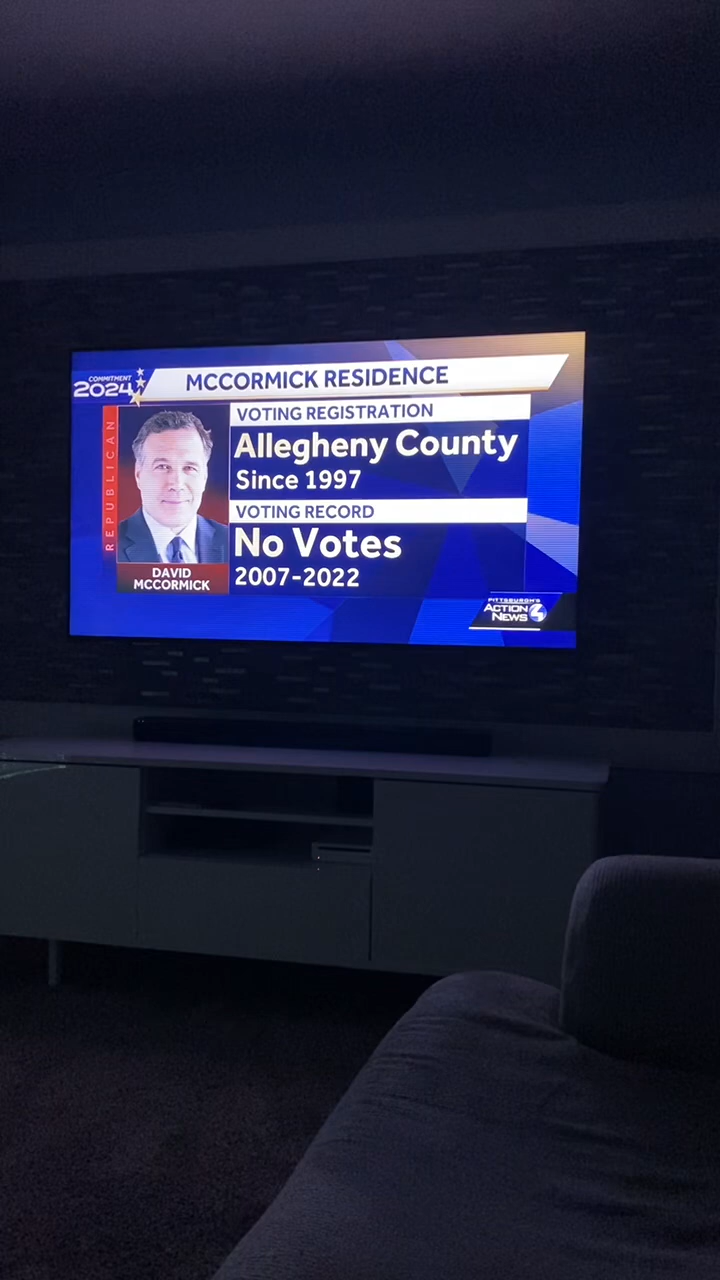 COMMITMENT
2024
MCCORMICK RESIDENCE
REPUBLICAN
DAVID
MCCORMICK
VOTING REGISTRATION
Allegheny County
Since 1997
VOTING RECORD
No Votes
2007-2022
PITTSBURGH'S
ACTION
NEWS 4